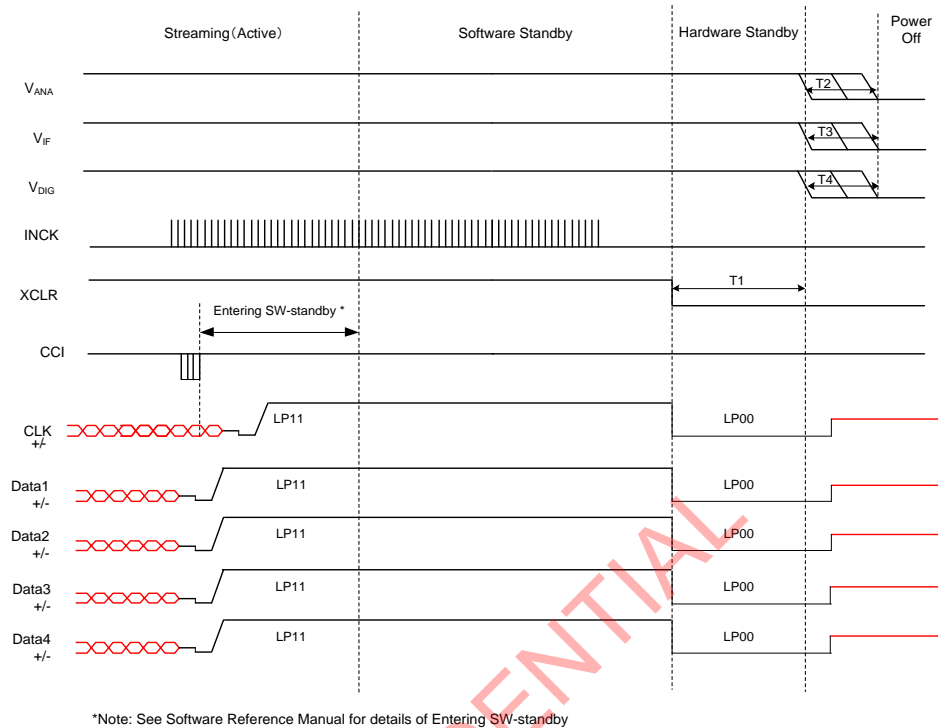 Streaming(Active) Software Standby Hardware Standby Power Off
VANA T2
VIF T3
VDIG T4
INCK
XCLR T1
Entering SW-standby *
CCI
CLK +/- LP11 LP00
Data1 +/- LP11 LP00
Data2 +/- LP11 LP00
Data3 +/- LP11 LP00
Data4 +/- LP11 LP00
*Note: See Software Reference Manual for details of Entering SW-standby